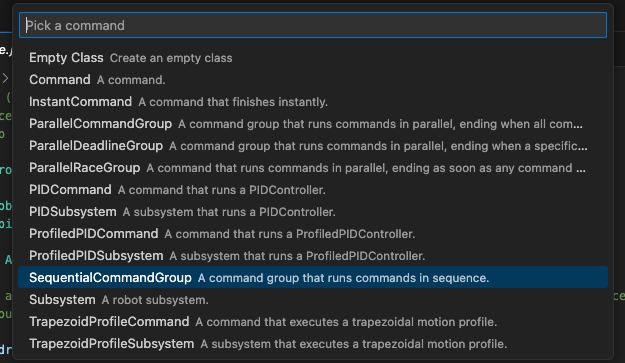 Pick a command
Empty Class Create an empty class
Command A command.
InstantCommand A command that finishes instantly.
ParallelCommandGroup A command group that runs commands in parallel, ending when all com...
ParallelDeadlineGroup A command group that runs commands in parallel, ending when a specific...
ParallelRaceGroup A command that runs commands in parallel, ending as soon as any command ...
PIDCommand A command that runs a PIDController.
PIDSubsystem A subsystem that runs a PIDController.
ProfiledPIDCommand A command that runs a ProfiledPIDController.
ProfiledPIDSubsystem A subsystem that runs a ProfiledPIDController.
SequentialCommandGroup A command group that runs commands in sequence.
Subsystem A robot subsystem.
TrapezoidProfileCommand A command that executes a trapezoidal motion profile.
TrapezoidProfileSubsystem A subsystem that executes a trapezoidal motion profile.